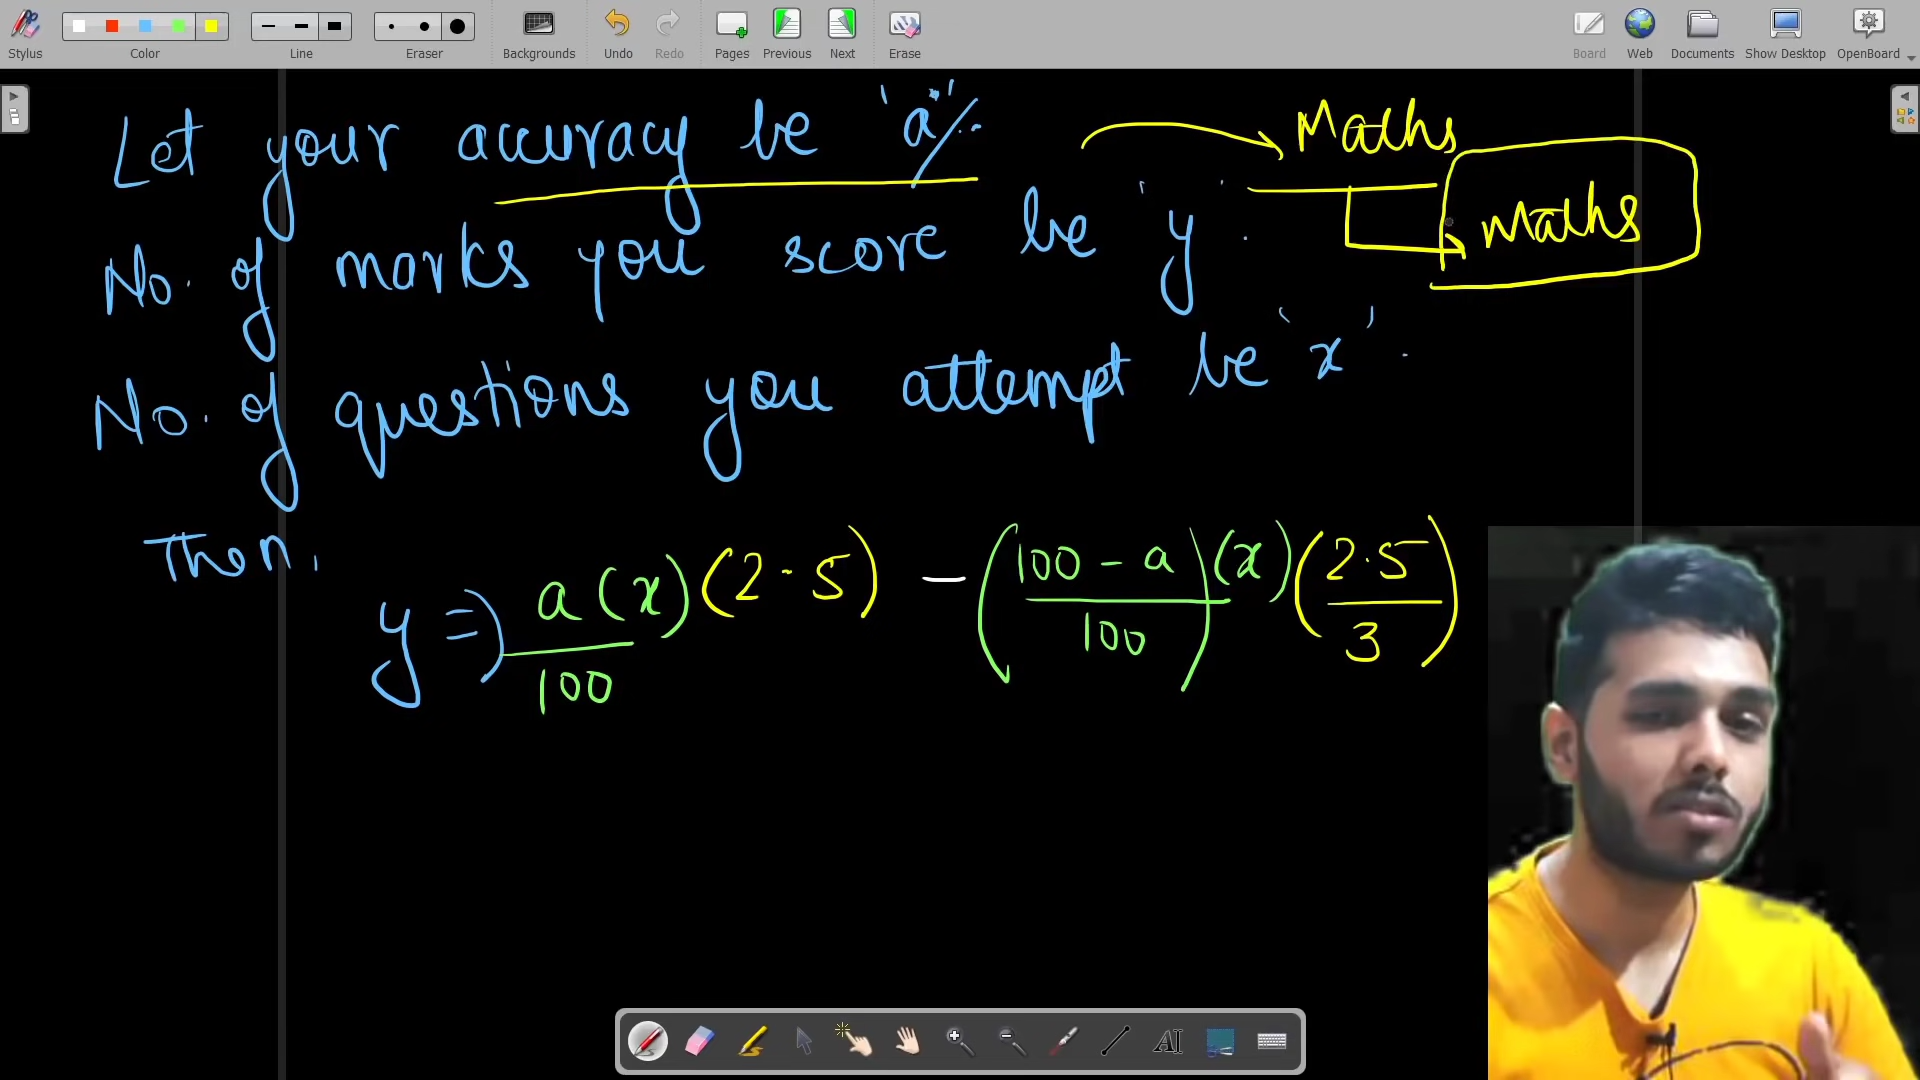 Stylus Color Line Eraser Backgrounds Undo Redo Pages Previous Next Erase Board Web Documents Show Desktop OpenBoard
Let your accuracy be 'a'%.
Maths
Maths
No. of marks you score be 'y'.
No. of questions you attempt be 'x'.
Then,
y => a/100 (x) (2.5) - ((100 - a)/100) (x) (2.5/3)